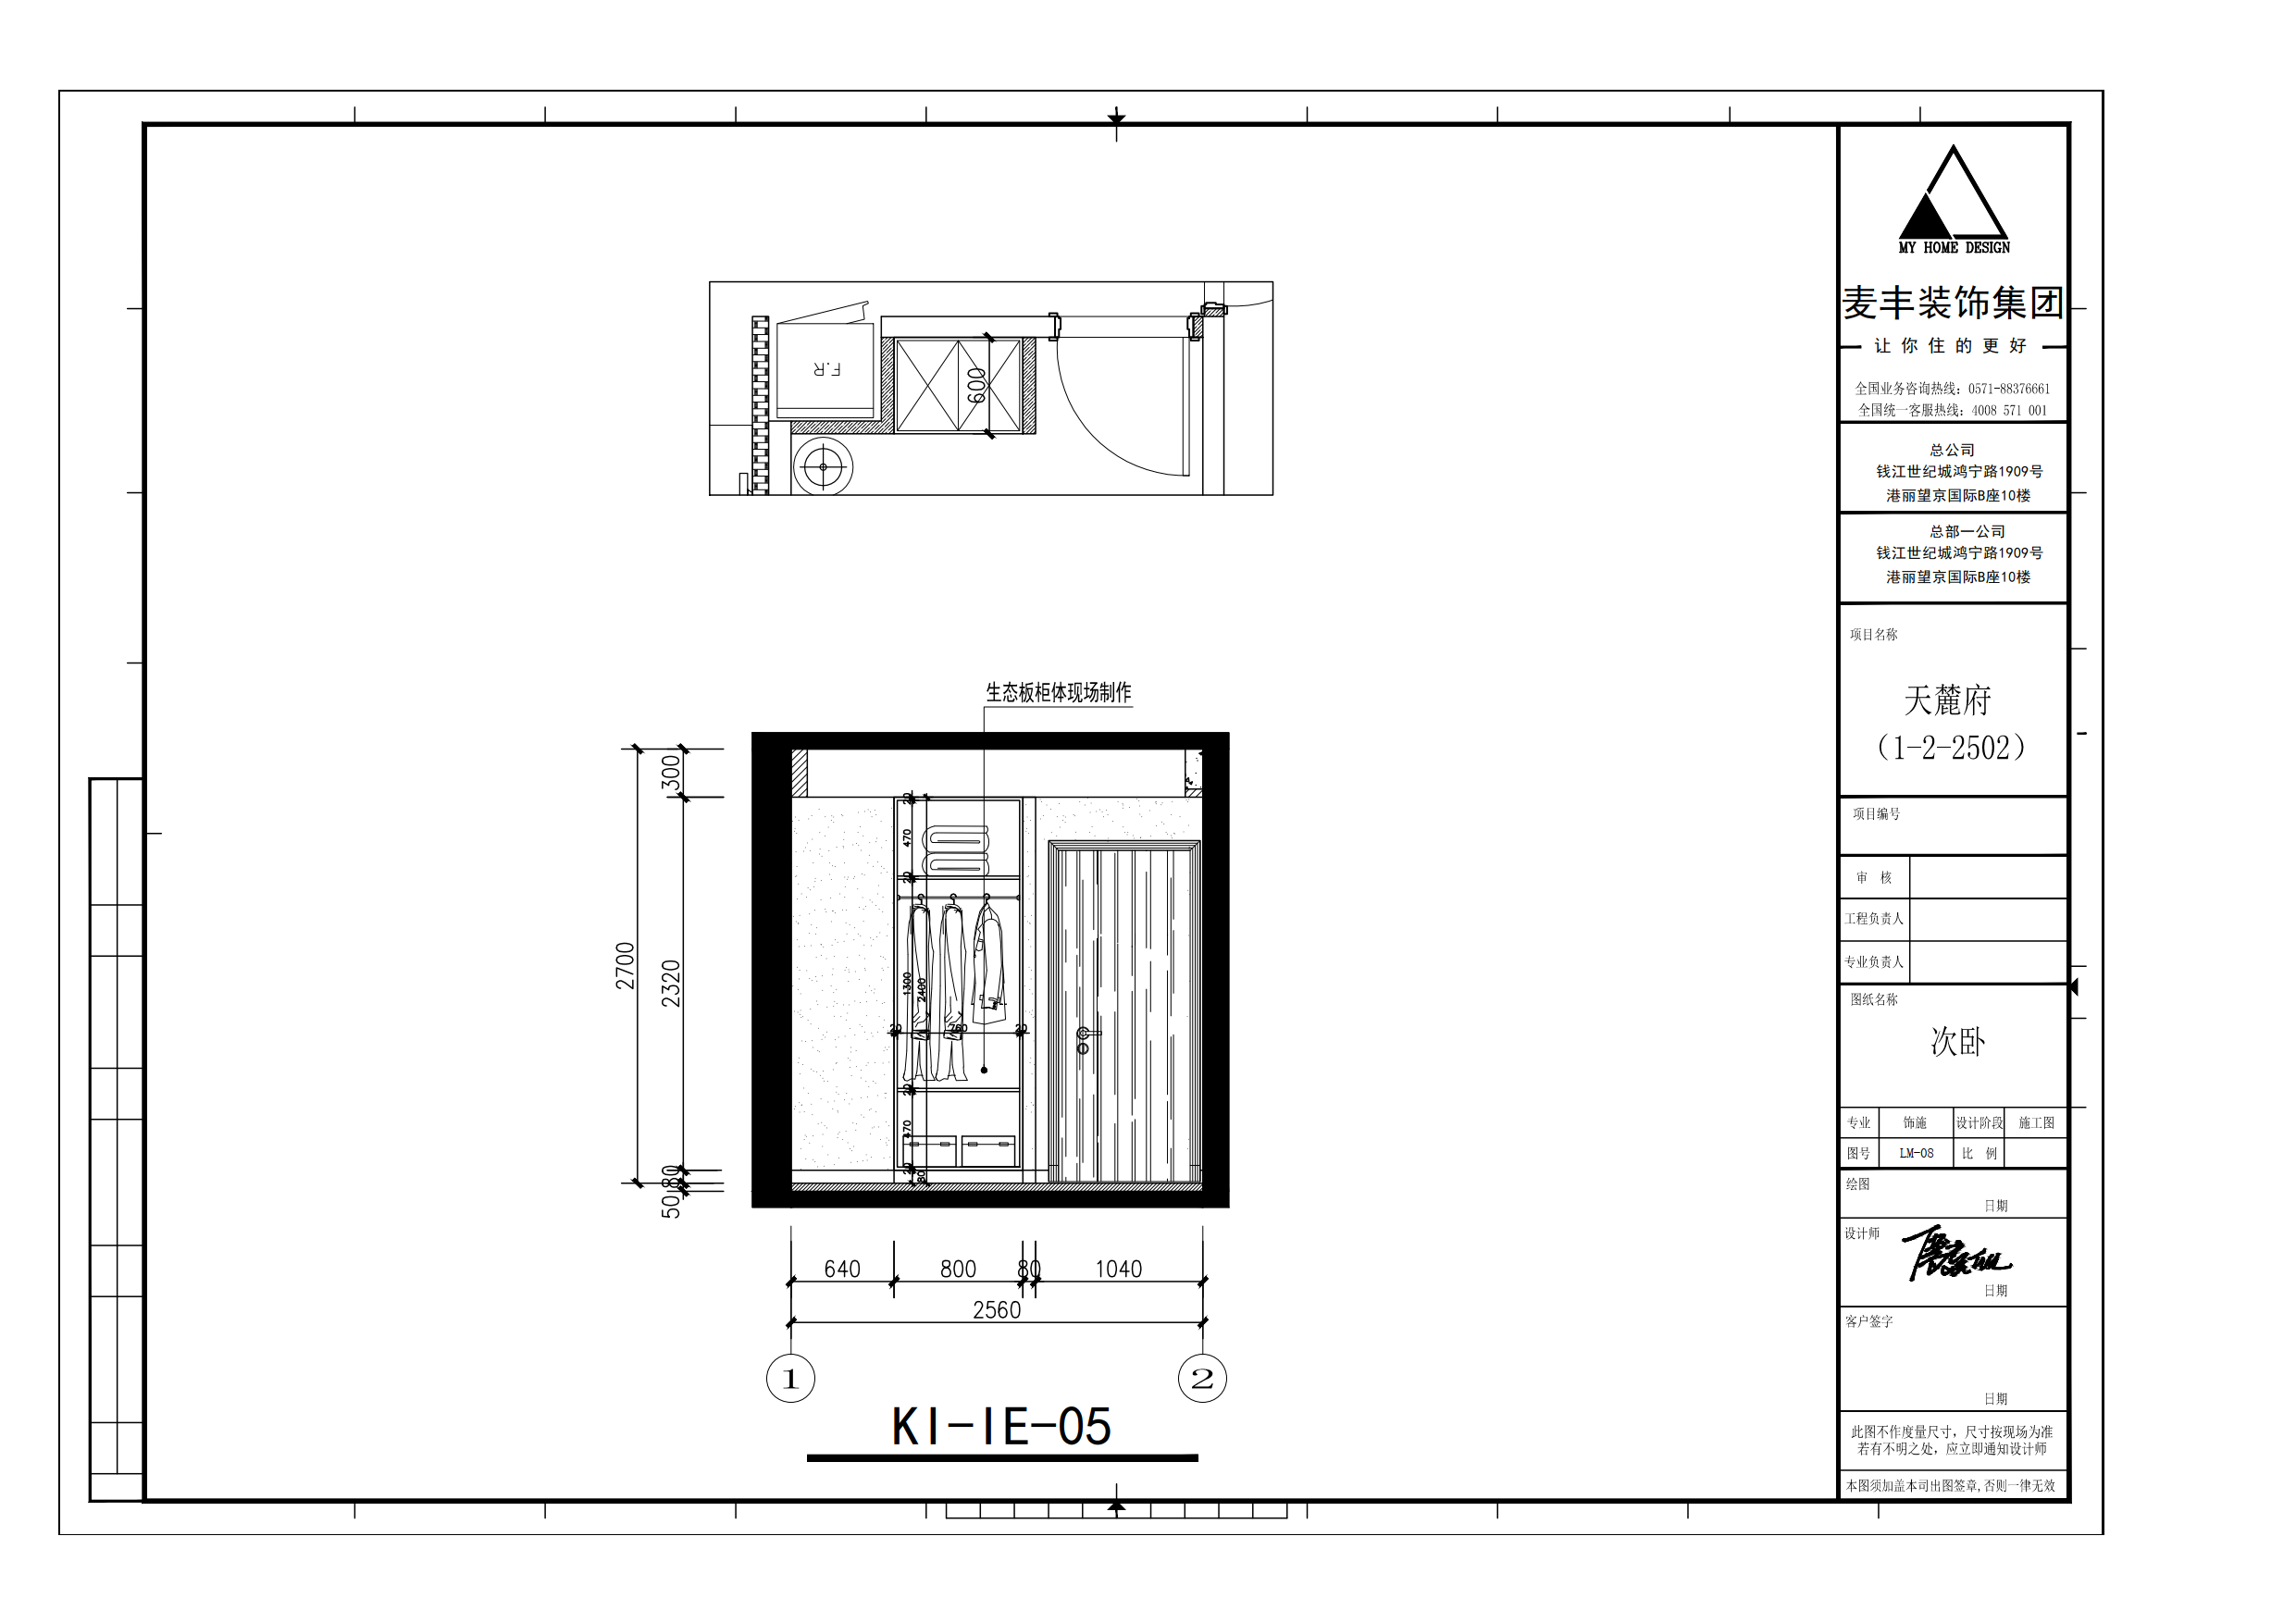 F.R
600
生态板柜体现场制作
300
2320
2700
80
50
20
470
20
1300
2400
20
760
20
20
470
20
80
640
800
80
1040
2560
1
2
KI-IE-05
MY HOME DESIGN
麦丰装饰集团
让你住的更好
全国业务咨询热线：0571-88376661
全国统一客服热线：4008 571 001
总公司
钱江世纪城鸿宁路1909号
港丽望京国际B座10楼
总部一公司
钱江世纪城鸿宁路1909号
港丽望京国际B座10楼
项目名称
天麓府
（1-2-2502）
项目编号
审 核
工程负责人
专业负责人
图纸名称
次卧
专业 饰施 设计阶段 施工图
图号 LM-08 比 例
绘图
日期
设计师
日期
客户签字
日期
此图不作度量尺寸，尺寸按现场为准
若有不明之处，应立即通知设计师
本图须加盖本司出图签章,否则一律无效